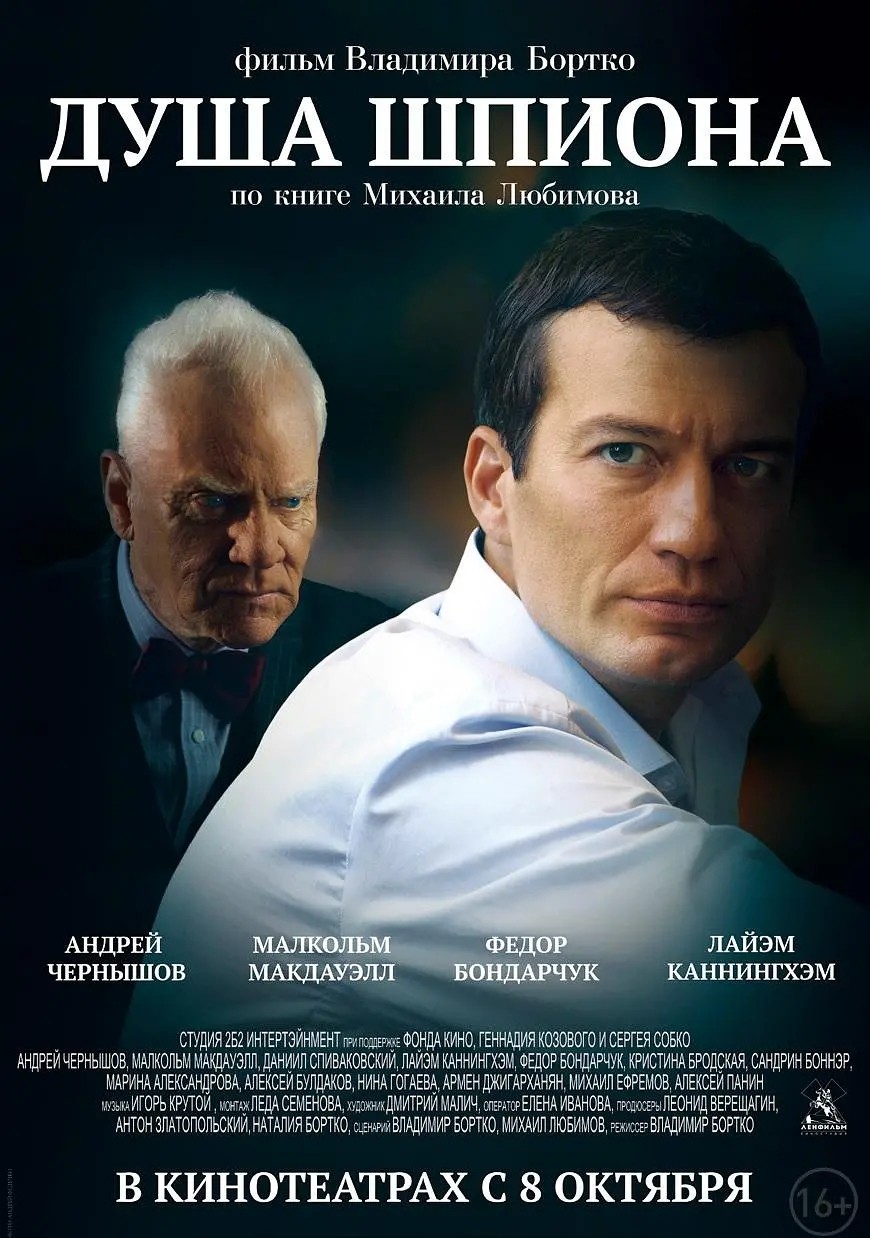 фильм Владимира Бортко
ДУША ШПИОНА
по книге Михаила Любимова
АНДРЕЙ ЧЕРНЫШОВ
МАЛКОЛЬМ МАКДАУЭЛЛ
ФЕДОР БОНДАРЧУК
ЛАЙЭМ КАННИНГХЭМ
СТУДИЯ 2Б2 ИНТЕРТЭЙНМЕНТ ПРИ ПОДДЕРЖКЕ ФОНДА КИНО, ГЕННАДИЯ КОЗОВОГО И СЕРГЕЯ СОБКО
АНДРЕЙ ЧЕРНЫШОВ, МАЛКОЛЬМ МАКДАУЭЛЛ, ДАНИИЛ СПИВАКОВСКИЙ, ЛАЙЭМ КАННИНГХЭМ, ФЕДОР БОНДАРЧУК, КРИСТИНА БРОДСКАЯ, САНДРИН БОННЭР,
МАРИНА АЛЕКСАНДРОВА, АЛЕКСЕЙ БУЛДАКОВ, НИНА ГОГАЕВА, АРМЕН ДЖИГАРХАНЯН, МИХАИЛ ЕФРЕМОВ, АЛЕКСЕЙ ПАНИН
МУЗЫКА ИГОРЬ КРУТОЙ , МОНТАЖ ЛЕДА СЕМЕНОВА, ХУДОЖНИК ДМИТРИЙ МАЛИЧ, ОПЕРАТОР ЕЛЕНА ИВАНОВА, ПРОДЮСЕРЫ ЛЕОНИД ВЕРЕЩАГИН,
АНТОН ЗЛАТОПОЛЬСКИЙ, НАТАЛИЯ БОРТКО, СЦЕНАРИЙ ВЛАДИМИР БОРТКО, МИХАИЛ ЛЮБИМОВ, РЕЖИССЕР ВЛАДИМИР БОРТКО
ЛЕНФИЛЬМ
КИНОСТУДИЯ
В КИНОТЕАТРАХ С 8 ОКТЯБРЯ
16+